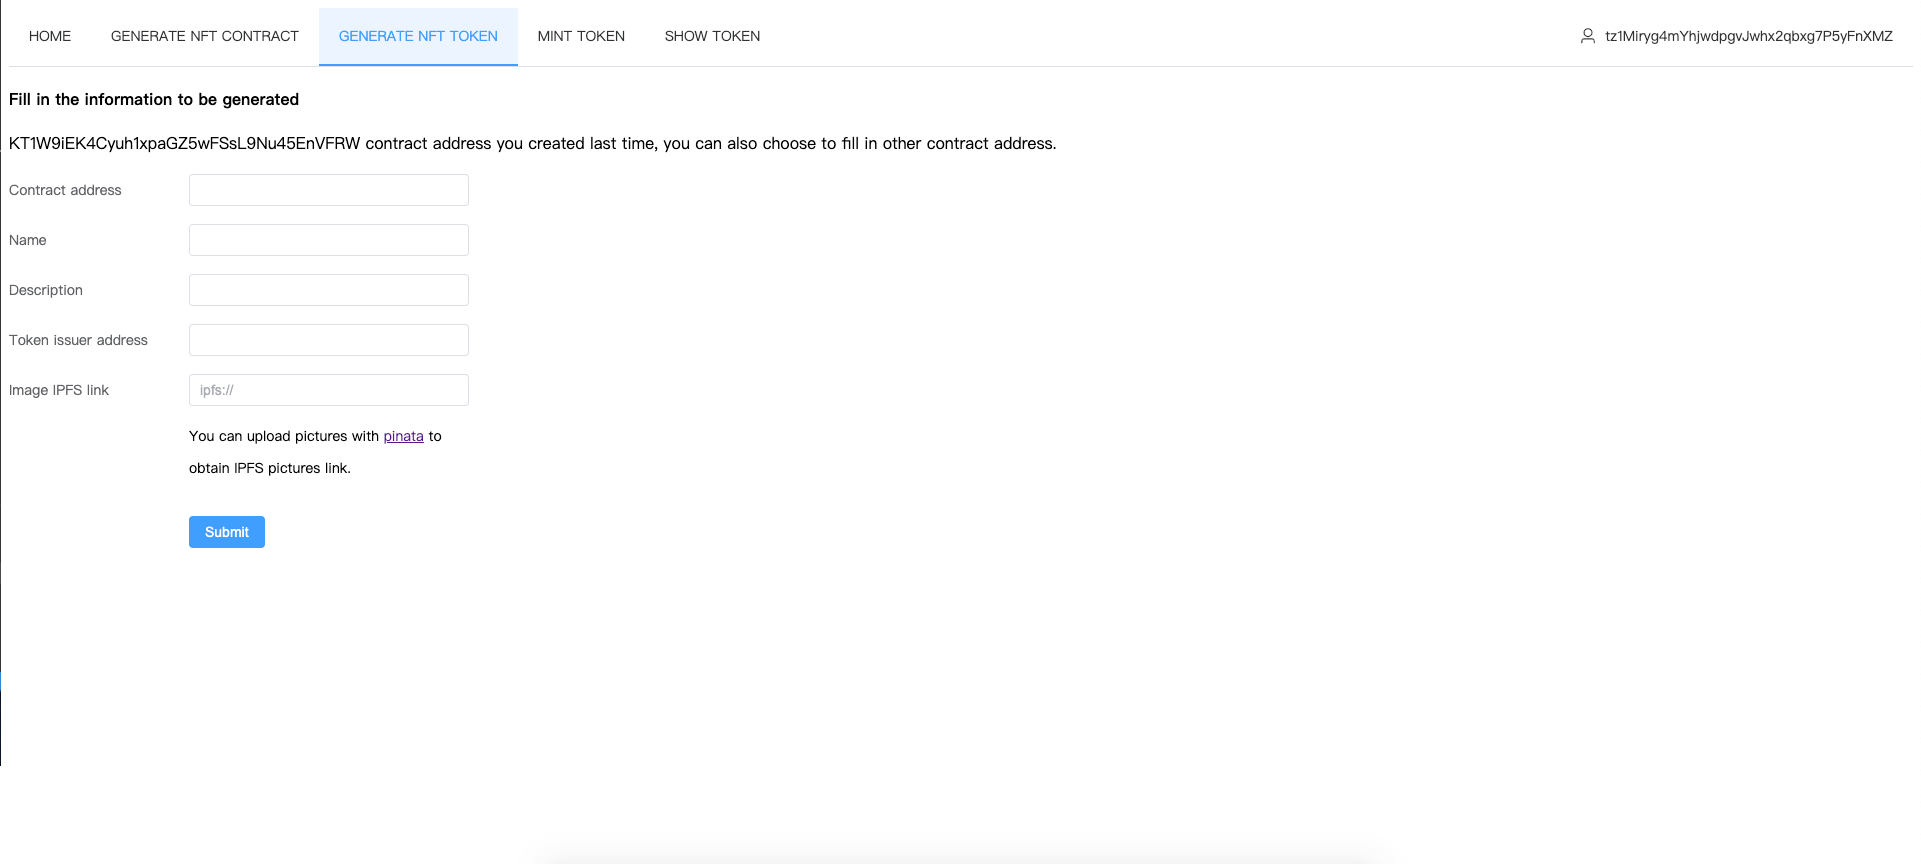 HOME
GENERATE NFT CONTRACT
GENERATE NFT TOKEN
MINT TOKEN
SHOW TOKEN
tz1Miryg4mYhjwdpgvJwhx2qbxg7P5yFnXMZ
Fill in the information to be generated
KT1W9iEK4Cyuh1xpaGZ5wFSsL9Nu45EnVFRW contract address you created last time, you can also choose to fill in other contract address.
Contract address
Name
Description
Token issuer address
Image IPFS link
ipfs://
You can upload pictures with pinata to
obtain IPFS pictures link.
Submit